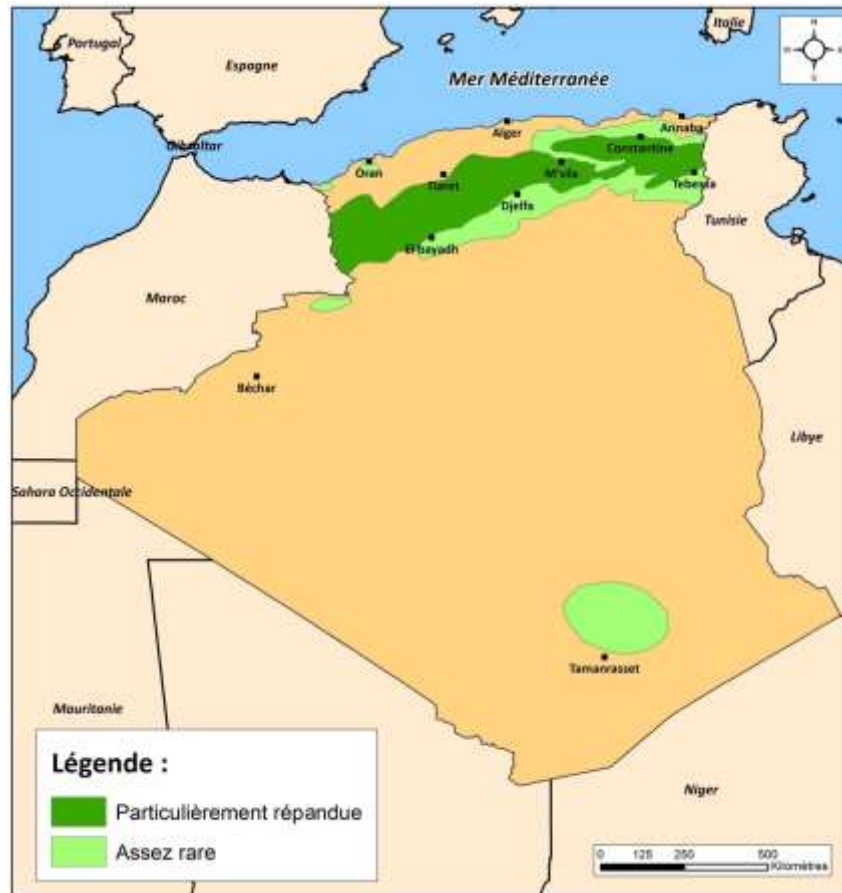 Portugal
Espagne
Italie
N
W
E
S
Mer Méditerranée
Gibraltar
Alger
Annaba
Constantine
Oran
Tiaret
M'sila
Tebessa
Djelfa
Tunisie
El bayadh
Maroc
Béchar
Libye
Sahara Occidentale
Tamanrasset
Mauritanie
Niger
Légende :
Particulièrement répandue
Assez rare
0 125 250 500
Kilomètres